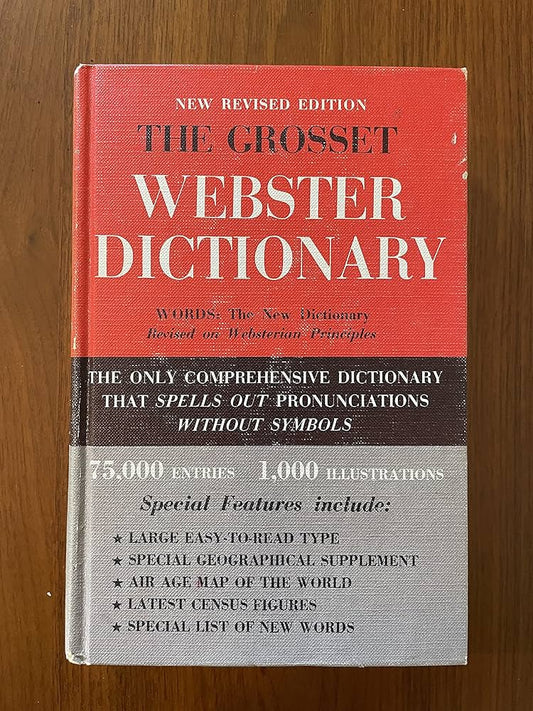 NEW REVISED EDITION
THE GROSSET
WEBSTER
DICTIONARY
WORDS: The New Dictionary
Revised on Websterian Principles
THE ONLY COMPREHENSIVE DICTIONARY
THAT SPELLS OUT PRONUNCIATIONS
WITHOUT SYMBOLS
75,000 ENTRIES 1,000 ILLUSTRATIONS
Special Features include:
★ LARGE EASY-TO-READ TYPE
★ SPECIAL GEOGRAPHICAL SUPPLEMENT
★ AIR AGE MAP OF THE WORLD
★ LATEST CENSUS FIGURES
★ SPECIAL LIST OF NEW WORDS